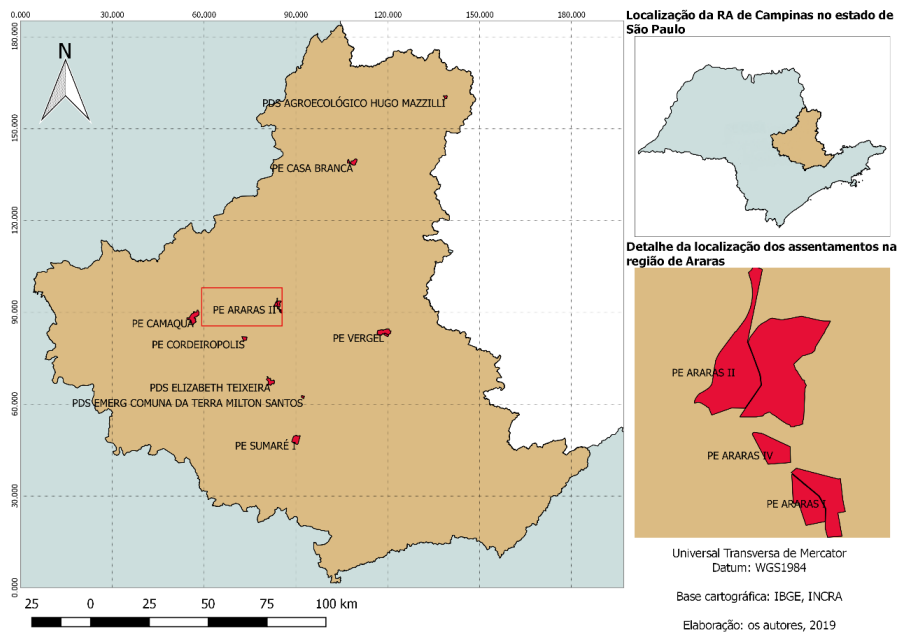 0.000
30.000
60.000
90.000
120.000
150.000
180.000
180.000
150.000
120.000
90.000
60.000
30.000
0.000
N
PDS AGROECOLÓGICO HUGO MAZZILLI
PE CASA BRANCA
PE ARARAS II
PE CAMAQUA
PE CORDEIROPOLIS
PE VERGEL
PDS ELIZABETH TEIXEIRA
PDS EMERG COMUNA DA TERRA MILTON SANTOS
PE SUMARÉ I
25 0 25 50 75 100 km
Localização da RA de Campinas no estado de
São Paulo
Detalhe da localização dos assentamentos na
região de Araras
PE ARARAS II
PE ARARAS IV
PE ARARAS I
Universal Transversa de Mercator
Datum: WGS1984
Base cartográfica: IBGE, INCRA
Elaboração: os autores, 2019